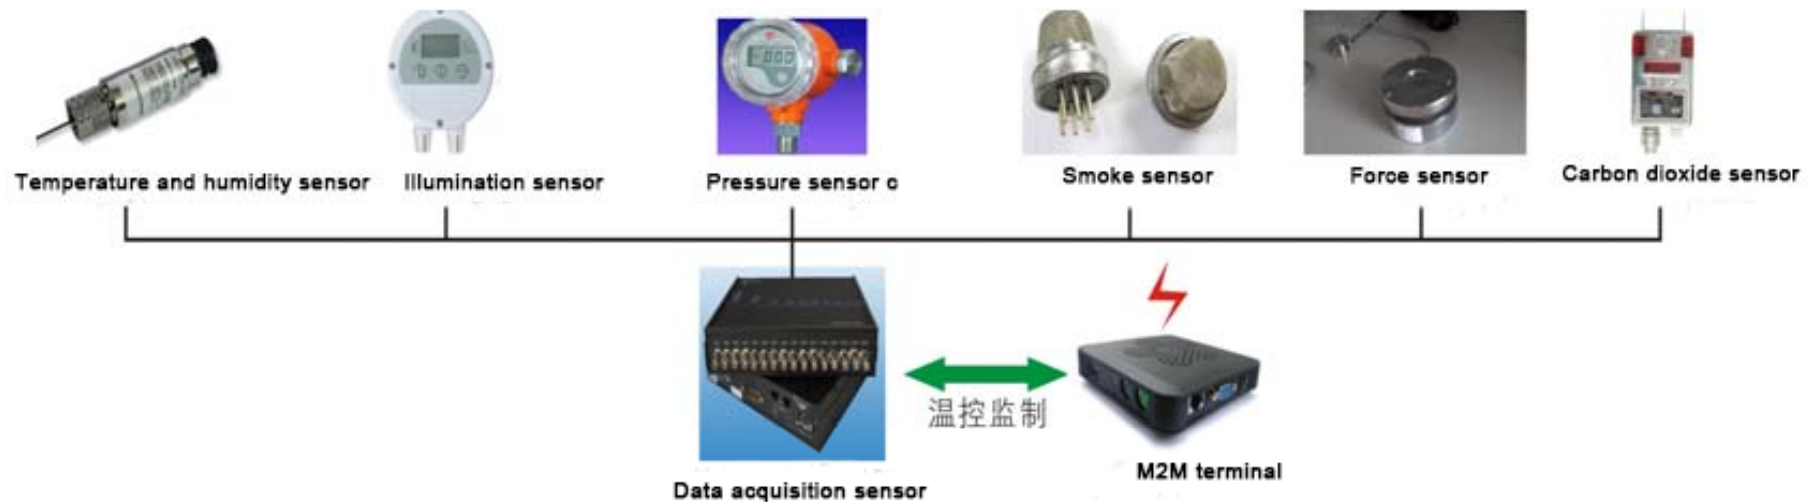 Temperature and humidity sensor
Illumination sensor
Pressure sensor c
Smoke sensor
Force sensor
Carbon dioxide sensor
温控监制
M2M terminal
Data acquisition sensor